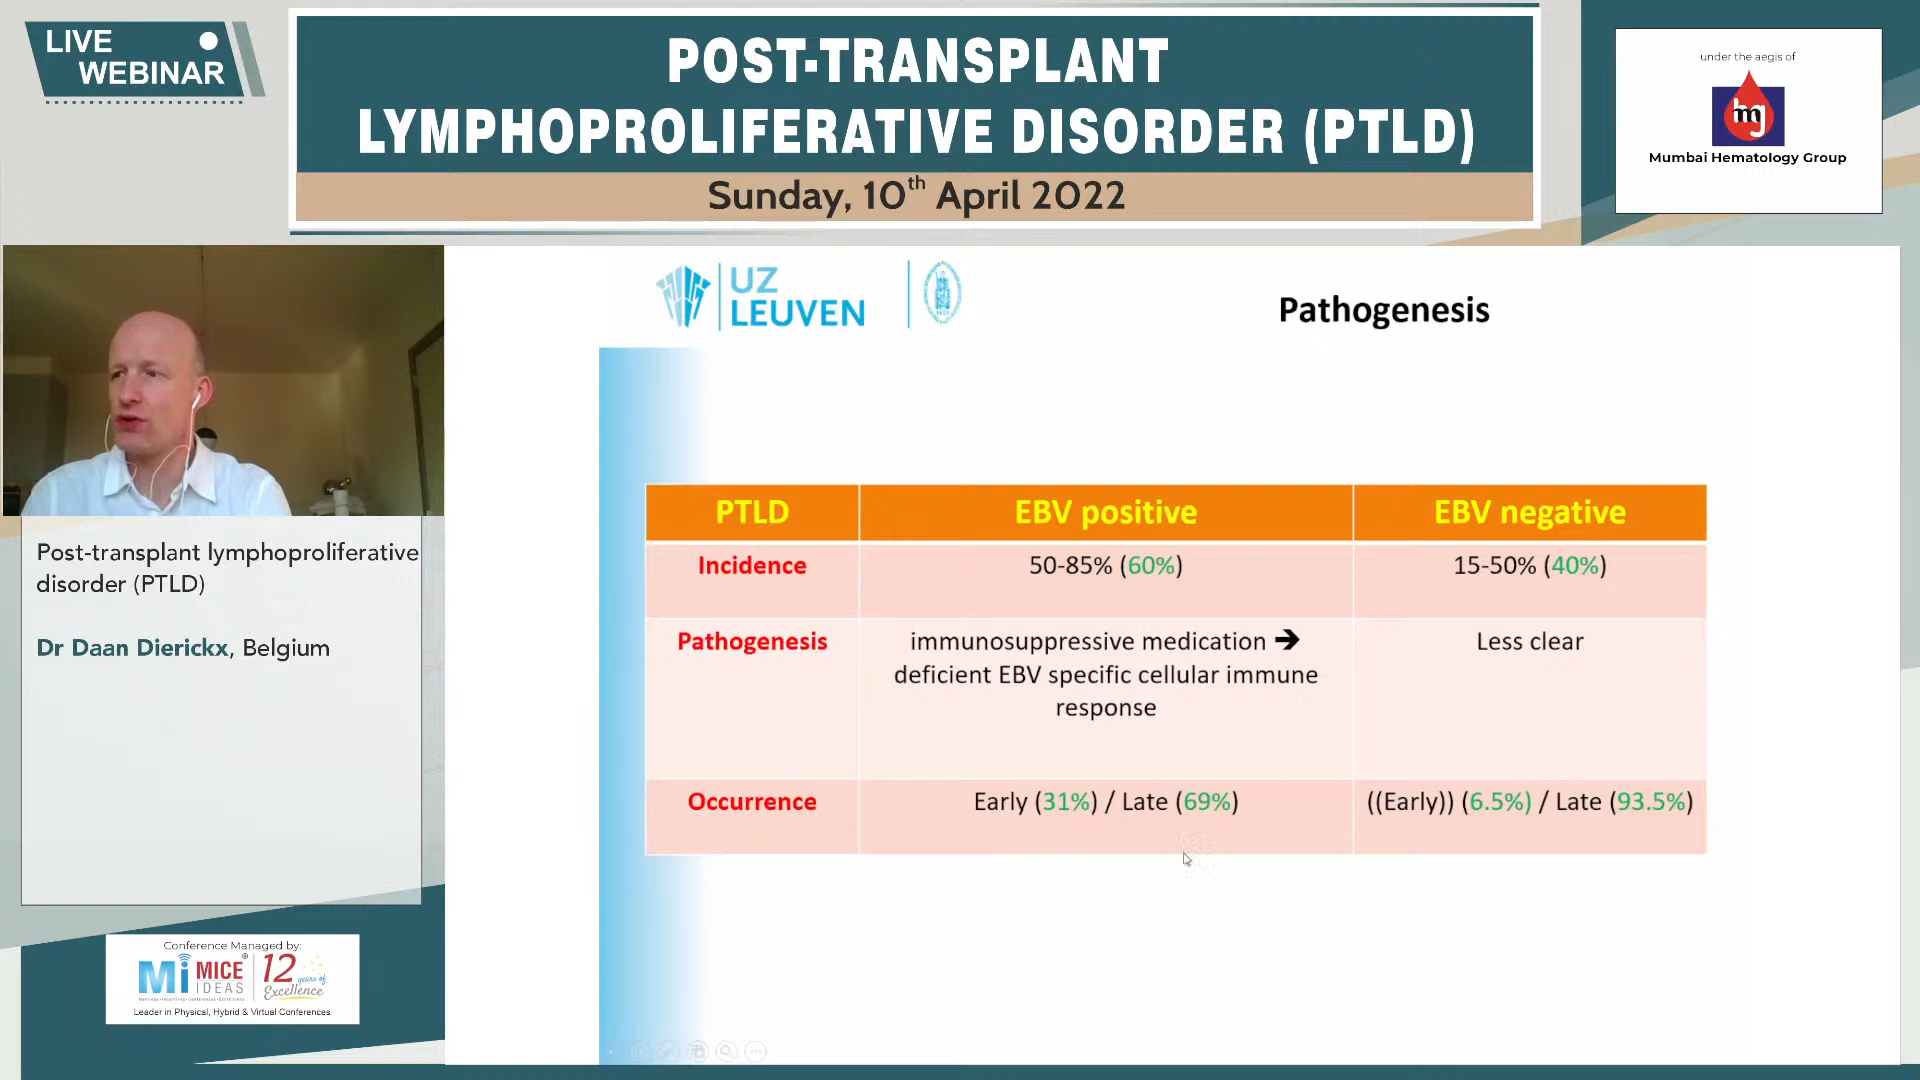 LIVE
WEBINAR
POST-TRANSPLANT
LYMPHOPROLIFERATIVE DISORDER (PTLD)
Sunday, 10th April 2022
under the aegis of
mg
Mumbai Hematology Group
UZ
LEUVEN
Pathogenesis
PTLD
EBV positive
EBV negative
Incidence
50-85% (60%)
15-50% (40%)
Pathogenesis
immunosuppressive medication ➔
deficient EBV specific cellular immune
response
Less clear
Occurrence
Early (31%) / Late (69%)
((Early)) (6.5%) / Late (93.5%)
Post-transplant lymphoproliferative
disorder (PTLD)
Dr Daan Dierickx, Belgium
Conference Managed by:
Mi MICE
IDEAS
12
years of
Excellence
Leader in Physical, Hybrid & Virtual Conferences